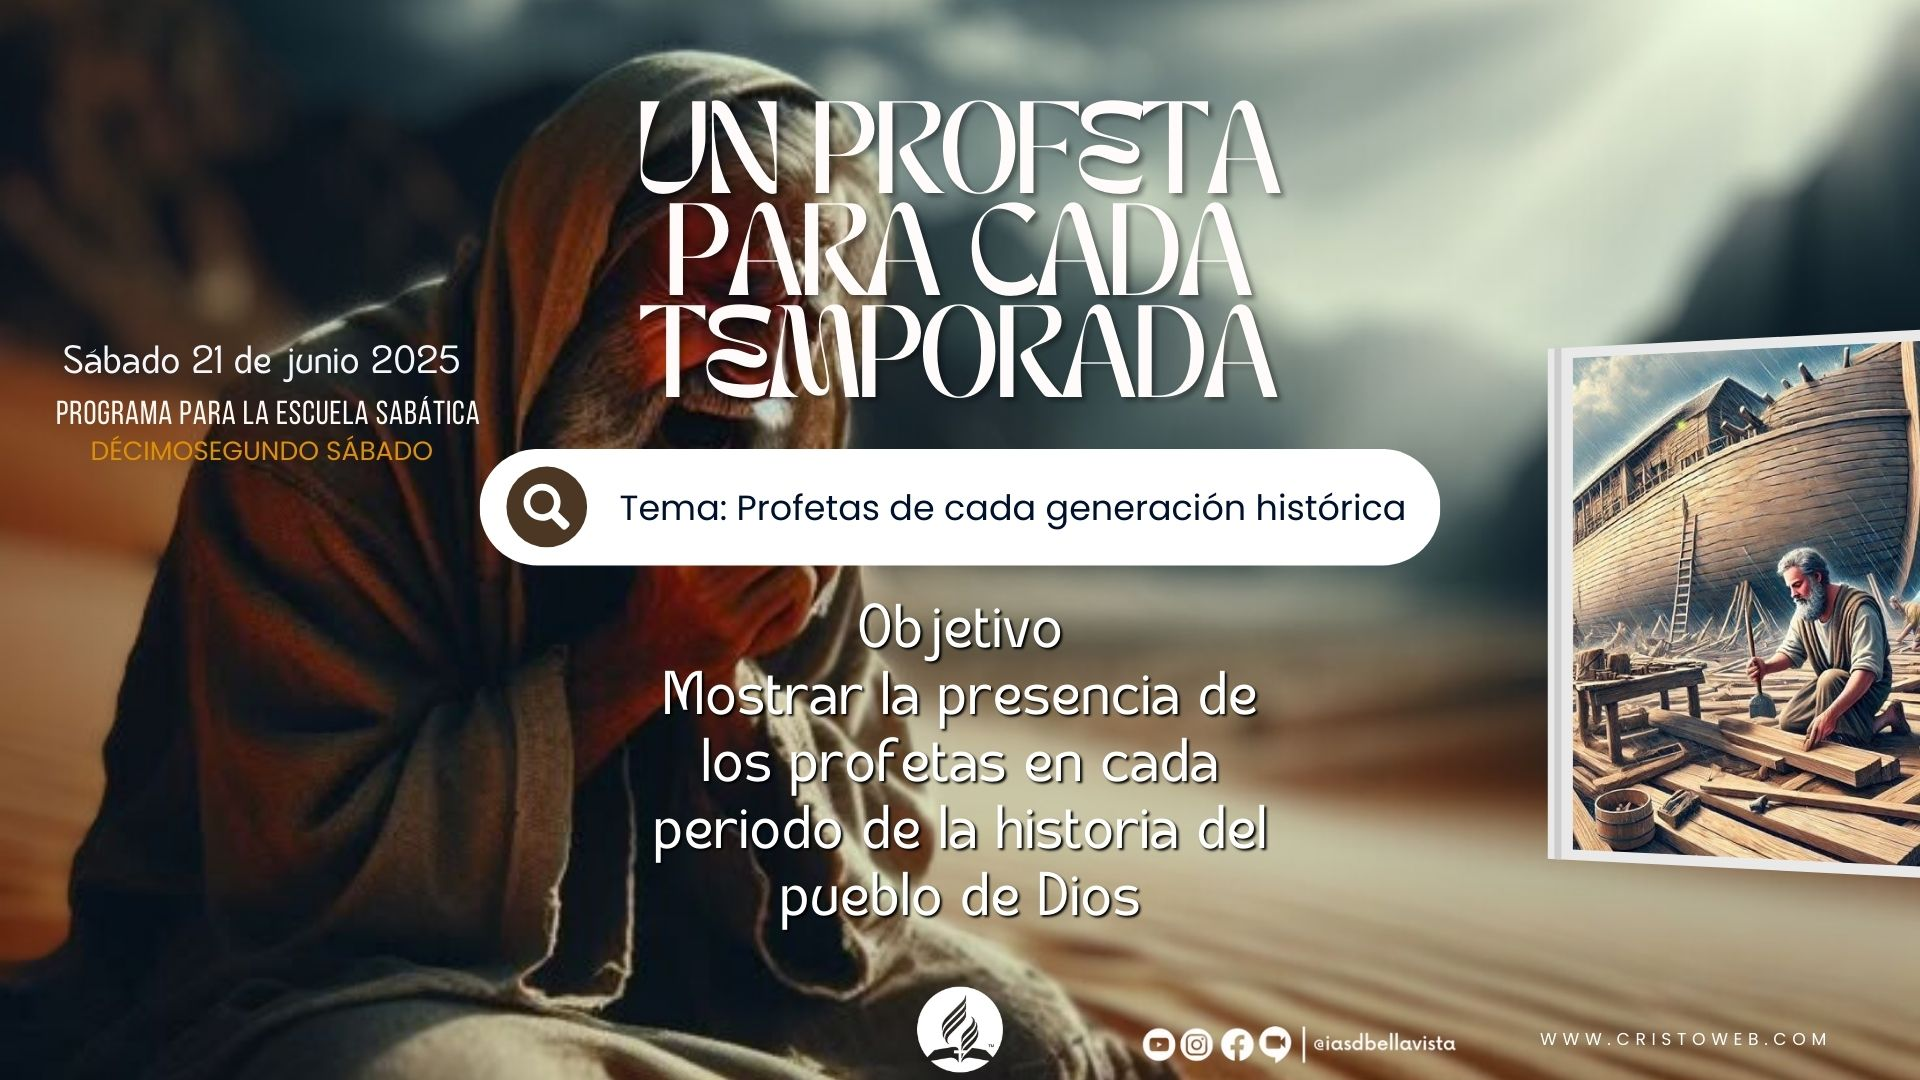 UN PROFETA
PARA CADA
TEMPORADA
Sábado 21 de junio 2025
PROGRAMA PARA LA ESCUELA SABÁTICA
DÉCIMOSEGUNDO SÁBADO
Tema: Profetas de cada generación histórica
Objetivo
Mostrar la presencia de
los profetas en cada
periodo de la historia del
pueblo de Dios
@iasdbellavista
WWW.CRISTOWEB.COM